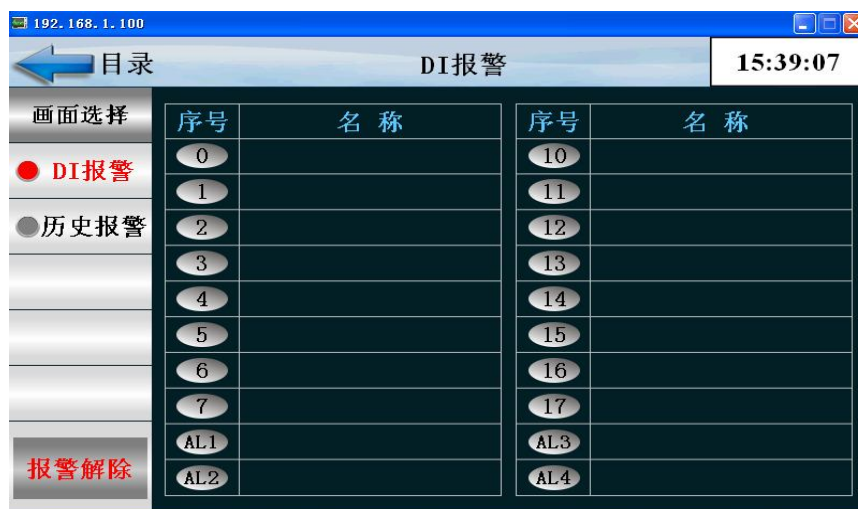 192.168.1.100
目录 DI报警 15:39:07
画面选择
DI报警
历史报警
报警解除
序号 名 称 序号 名 称
0 10
1 11
2 12
3 13
4 14
5 15
6 16
7 17
AL1 AL3
AL2 AL4